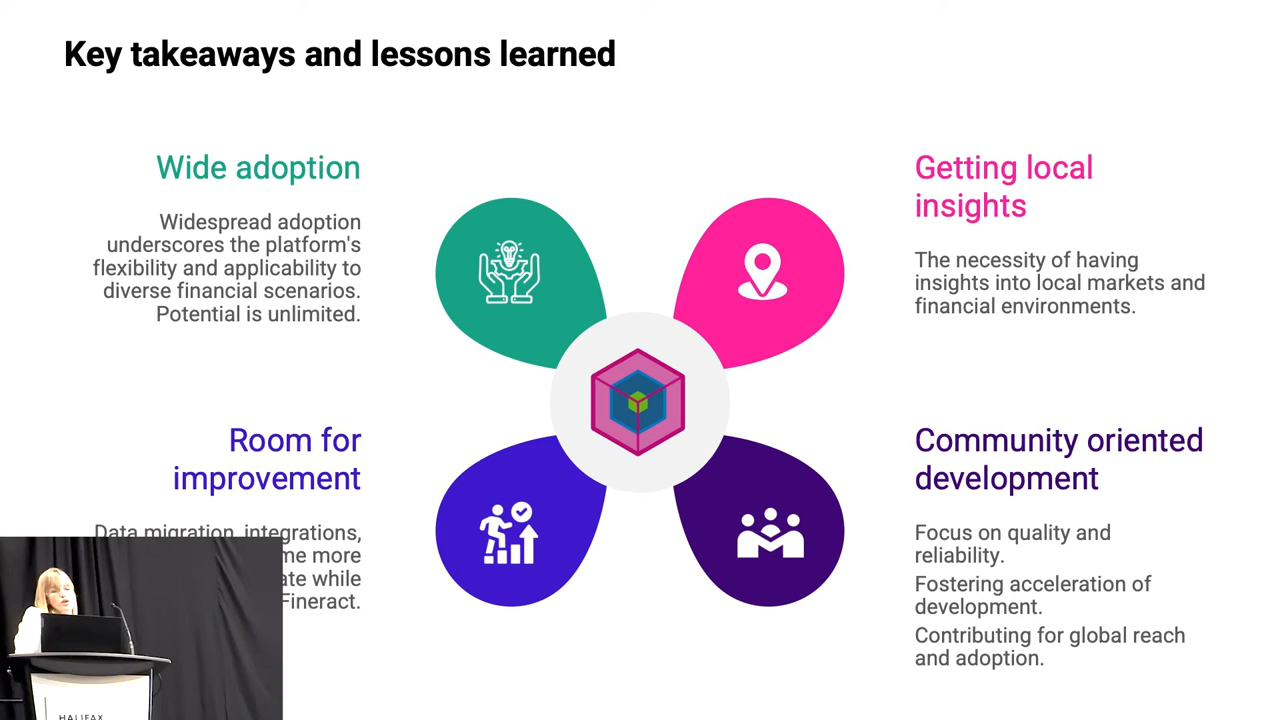 Key takeaways and lessons learned
Wide adoption
Widespread adoption
underscores the platform's
flexibility and applicability to
diverse financial scenarios.
Potential is unlimited.
Getting local
insights
The necessity of having
insights into local markets and
financial environments.
Room for
improvement
Data migration, integrations,
me more
ate while
Fineract.
Community oriented
development
Focus on quality and
reliability.
Fostering acceleration of
development.
Contributing for global reach
and adoption.
HALIFAX